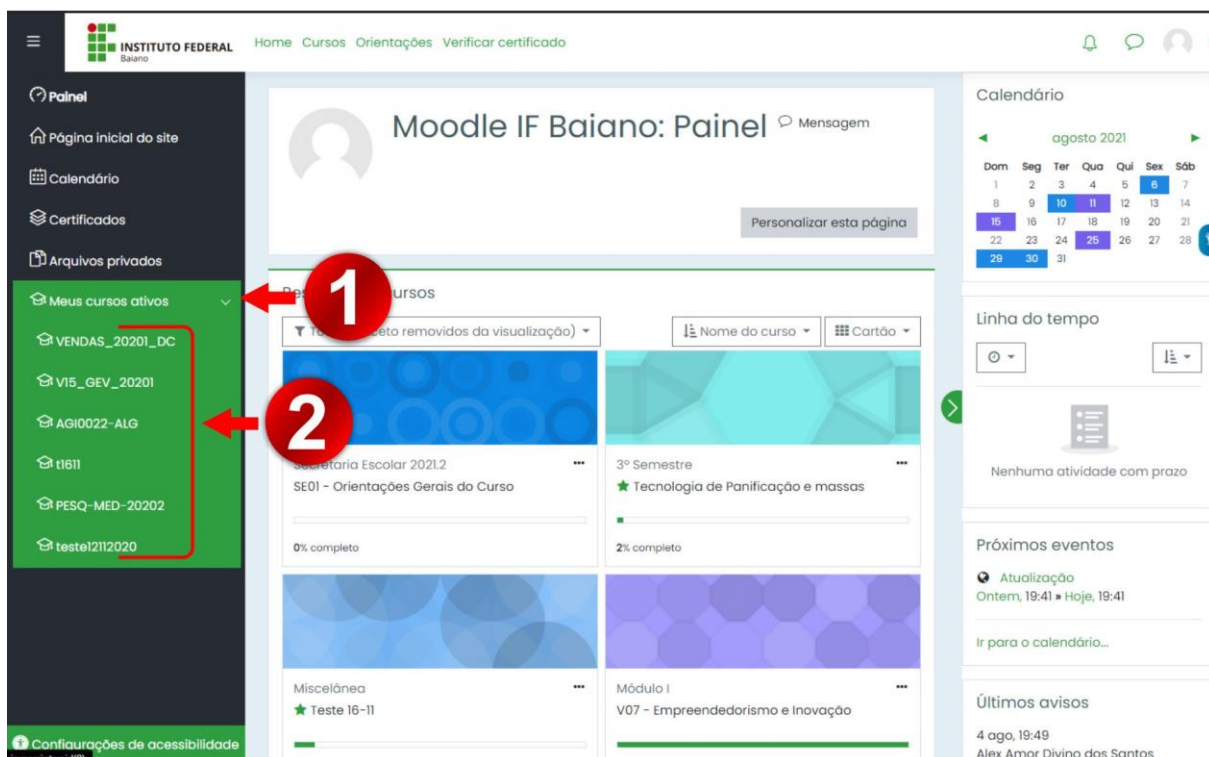 INSTITUTO FEDERAL
Baiano
Home Cursos Orientações Verificar certificado
Painel
Página inicial do site
Calendário
Certificados
Arquivos privados
Meus cursos ativos
VENDAS_20201_DC
V15_GEV_20201
AGI0022-ALG
t1611
PESQ-MED-20202
teste12112020
Configurações de acessibilidade
1
2
Moodle IF Baiano: Painel
Mensagem
Personalizar esta página
removidos da visualização)
Nome do curso
Cartão
Escolar 2021.2
SE01 - Orientações Gerais do Curso
0% completo
3º Semestre
Tecnologia de Panificação e massas
2% completo
Miscelânea
Teste 16-11
Módulo I
V07 - Empreendedorismo e Inovação
Calendário
agosto 2021
Dom Seg Ter Qua Qui Sex Sáb
1 2 3 4 5 6 7
8 9 10 11 12 13 14
15 16 17 18 19 20 21
22 23 24 25 26 27 28
29 30 31
Linha do tempo
Nenhuma atividade com prazo
Próximos eventos
Atualização
Ontem, 19:41 » Hoje, 19:41
Ir para o calendário...
Últimos avisos
4 ago, 19:49
Alex Amor Divino dos Santos